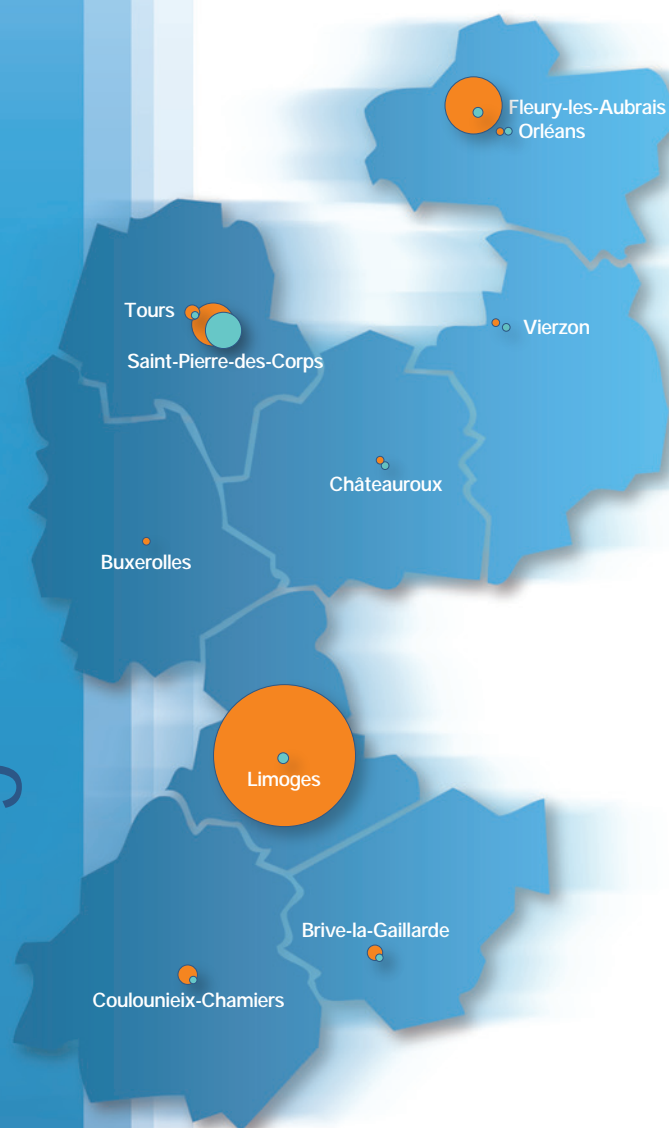 Fleury-les-Aubrais
Orléans
Tours
Vierzon
Saint-Pierre-des-Corps
Châteauroux
Buxerolles
Limoges
Brive-la-Gaillarde
Coulounieix-Chamiers